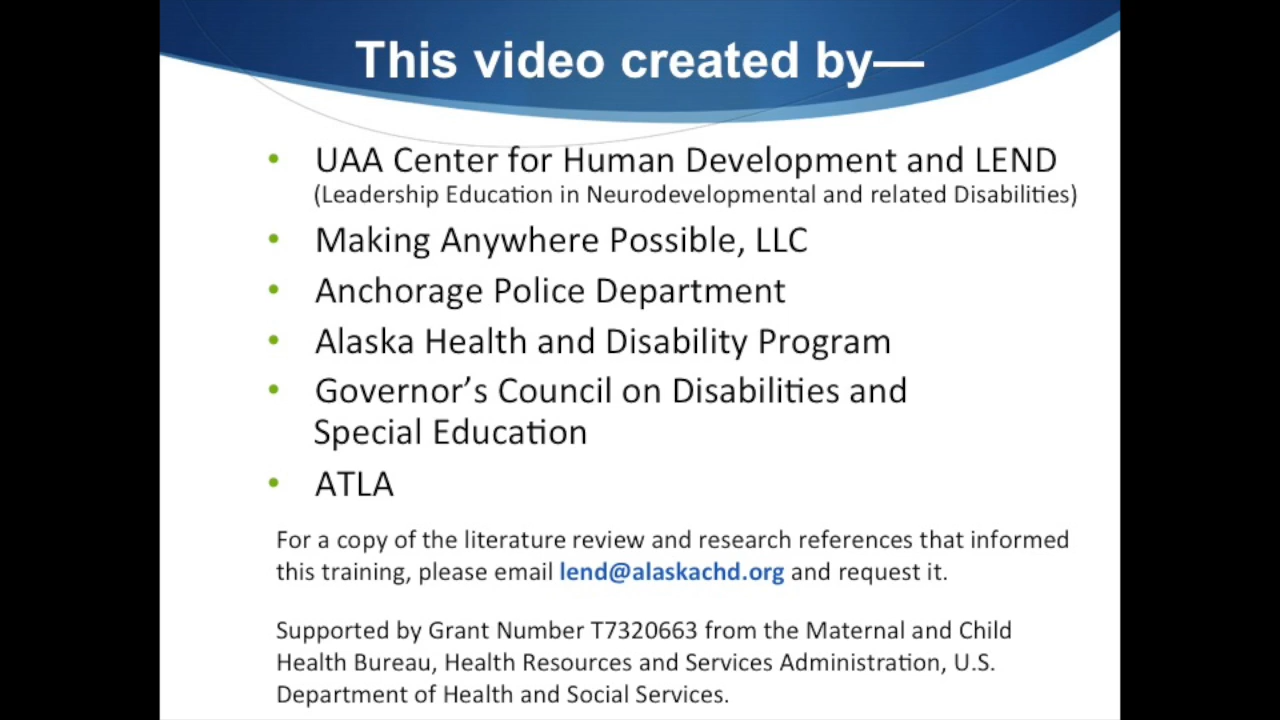 This video created by—
• UAA Center for Human Development and LEND
(Leadership Education in Neurodevelopmental and related Disabilities)
• Making Anywhere Possible, LLC
• Anchorage Police Department
• Alaska Health and Disability Program
• Governor’s Council on Disabilities and
Special Education
• ATLA
For a copy of the literature review and research references that informed
this training, please email lend@alaskachd.org and request it.
Supported by Grant Number T7320663 from the Maternal and Child
Health Bureau, Health Resources and Services Administration, U.S.
Department of Health and Social Services.